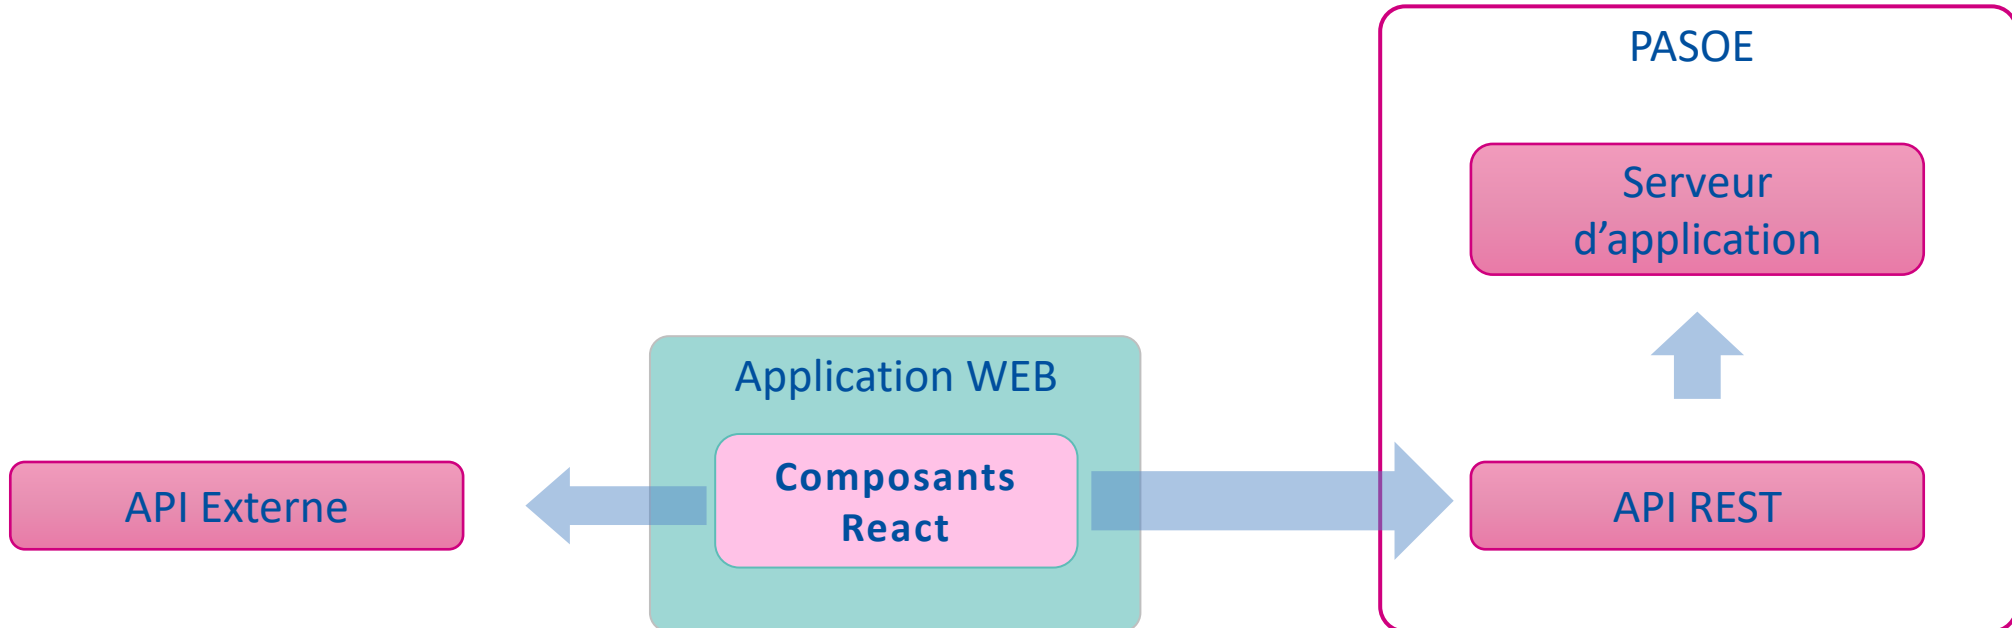 PASOE
Serveur
d’application
Application WEB
Composants
React
API Externe
API REST